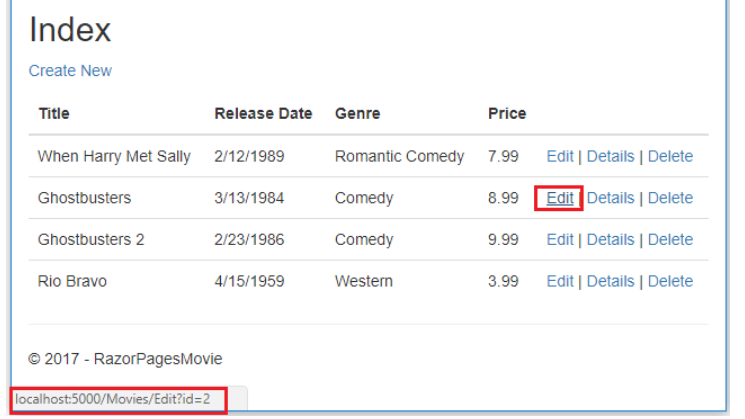 Index
Create New
Title Release Date Genre Price
When Harry Met Sally 2/12/1989 Romantic Comedy 7.99 Edit | Details | Delete
Ghostbusters 3/13/1984 Comedy 8.99 Edit | Details | Delete
Ghostbusters 2 2/23/1986 Comedy 9.99 Edit | Details | Delete
Rio Bravo 4/15/1959 Western 3.99 Edit | Details | Delete
© 2017 - RazorPagesMovie
localhost:5000/Movies/Edit?id=2